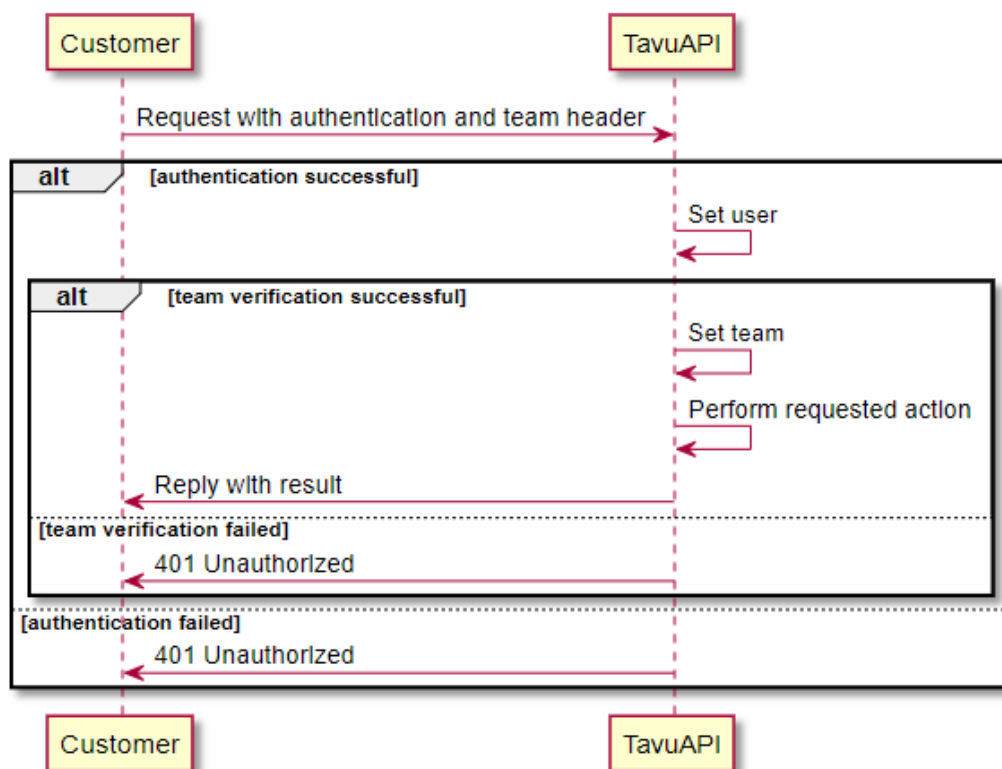 Customer TavuAPI
Request with authentication and team header
alt [authentication successful]
Set user
alt [team verification successful]
Set team
Perform requested action
Reply with result
[team verification failed]
401 Unauthorized
[authentication failed]
401 Unauthorized
Customer TavuAPI